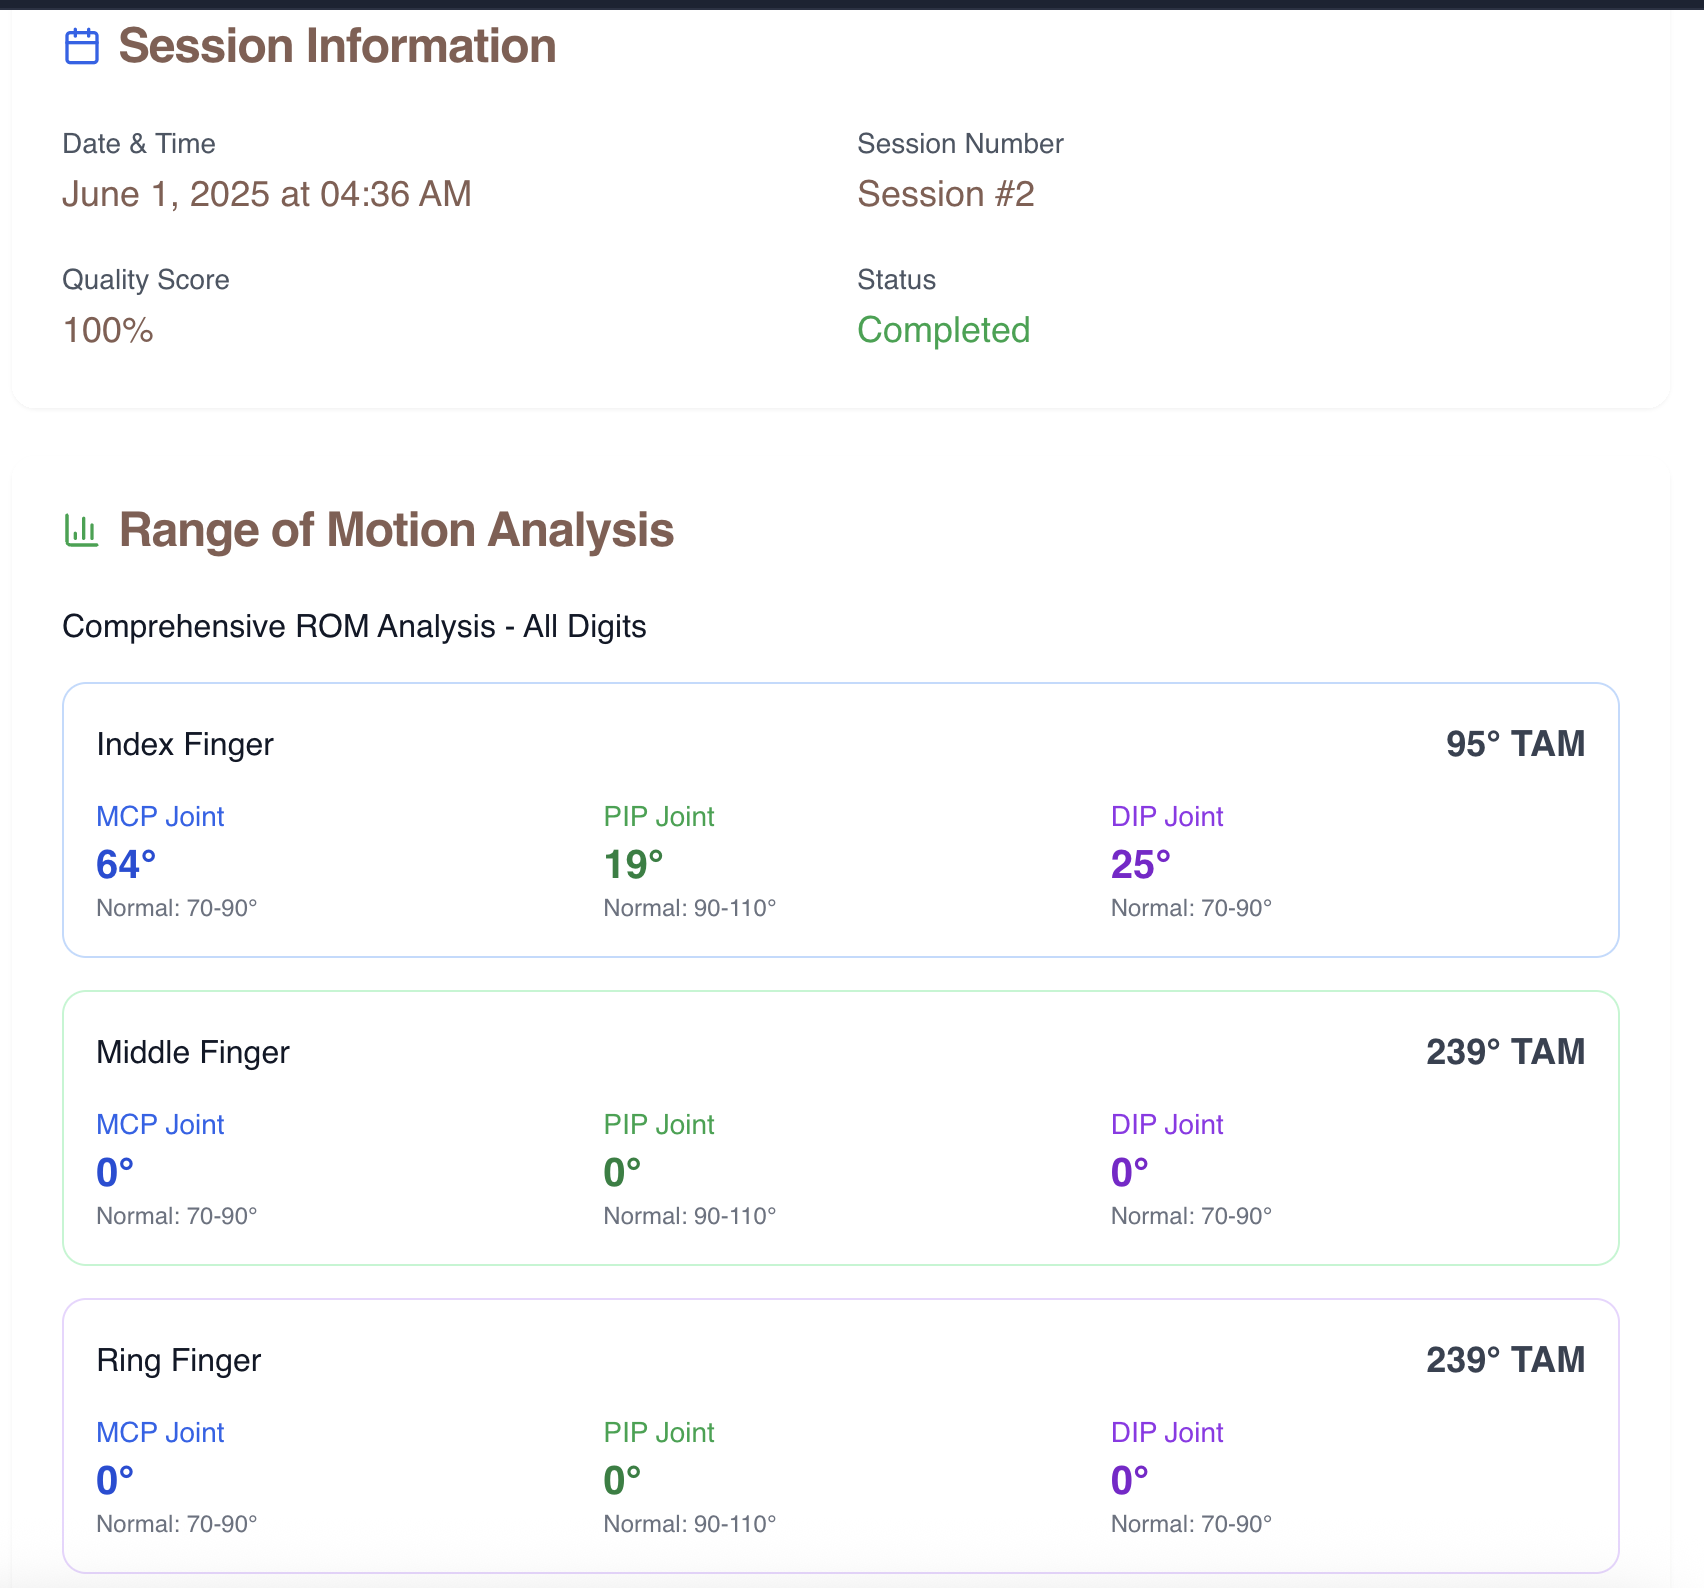 Session Information
Date & Time
Session Number
June 1, 2025 at 04:36 AM
Session #2
Quality Score
Status
100%
Completed
Range of Motion Analysis
Comprehensive ROM Analysis - All Digits
Index Finger
95° TAM
MCP Joint
PIP Joint
DIP Joint
64°
19°
25°
Normal: 70-90°
Normal: 90-110°
Normal: 70-90°
Middle Finger
239° TAM
MCP Joint
PIP Joint
DIP Joint
0°
0°
0°
Normal: 70-90°
Normal: 90-110°
Normal: 70-90°
Ring Finger
239° TAM
MCP Joint
PIP Joint
DIP Joint
0°
0°
0°
Normal: 70-90°
Normal: 90-110°
Normal: 70-90°